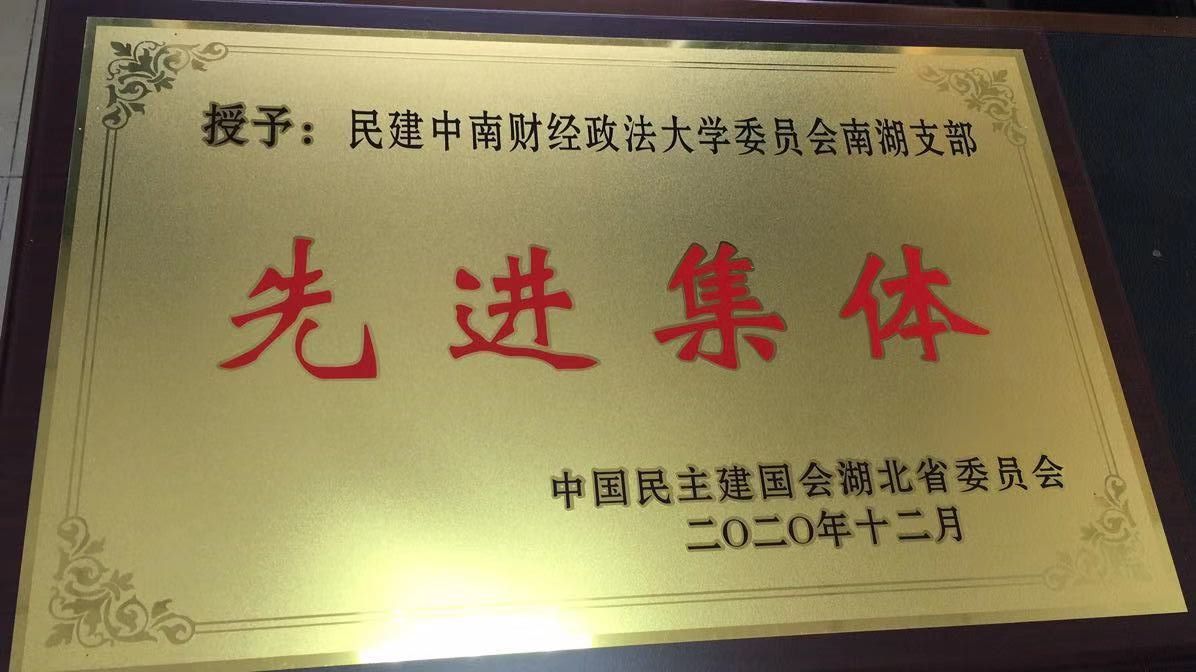 授予：民建中南财经政法大学委员会南湖支部
先进集体
中国民主建国会湖北省委员会
二〇二〇年十二月